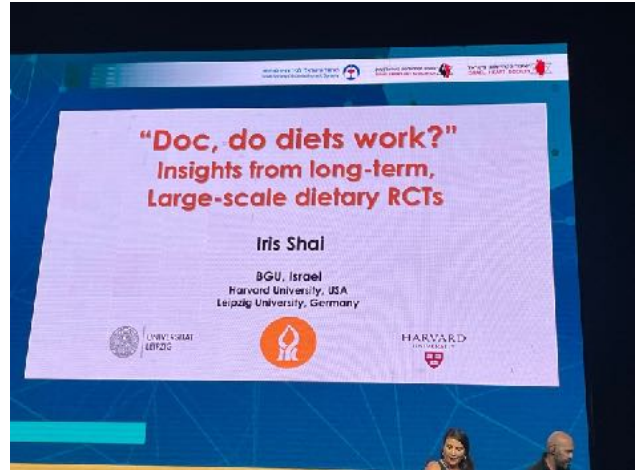 “Doc, do diets work?”
Insights from long-term,
Large-scale dietary RCTs
Iris Shai
BGU, Israel
Harvard University, USA
Leipzig University, Germany
UNIVERSITÄT
LEIPZIG
HARVARD
UNIVERSITY